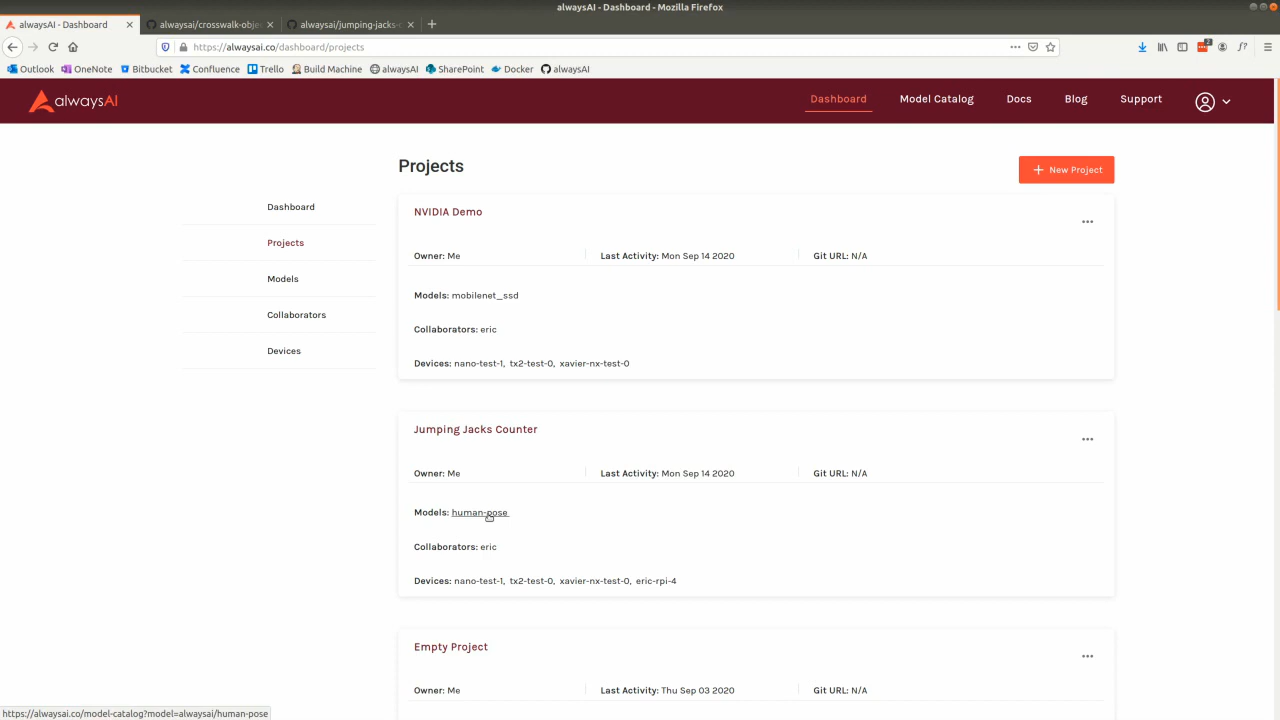 alwaysAI - Dashboard - Mozilla Firefox
alwaysAI - Dashboard
alwaysai/crosswalk-obje
alwaysai/jumping-jacks-c
https://alwaysai.co/dashboard/projects
2
Outlook OneNote Bitbucket Confluence Trello Build Machine alwaysAI SharePoint Docker alwaysAI
alwaysAI
Dashboard Model Catalog Docs Blog Support
Projects
+ New Project
Dashboard
Projects
Models
Collaborators
Devices
NVIDIA Demo
Owner: Me Last Activity: Mon Sep 14 2020 Git URL: N/A
Models: mobilenet_ssd
Collaborators: eric
Devices: nano-test-1, tx2-test-0, xavier-nx-test-0
Jumping Jacks Counter
Owner: Me Last Activity: Mon Sep 14 2020 Git URL: N/A
Models: human-pose
Collaborators: eric
Devices: nano-test-1, tx2-test-0, xavier-nx-test-0, eric-rpi-4
Empty Project
Owner: Me Last Activity: Thu Sep 03 2020 Git URL: N/A
https://alwaysai.co/model-catalog?model=alwaysai/human-pose